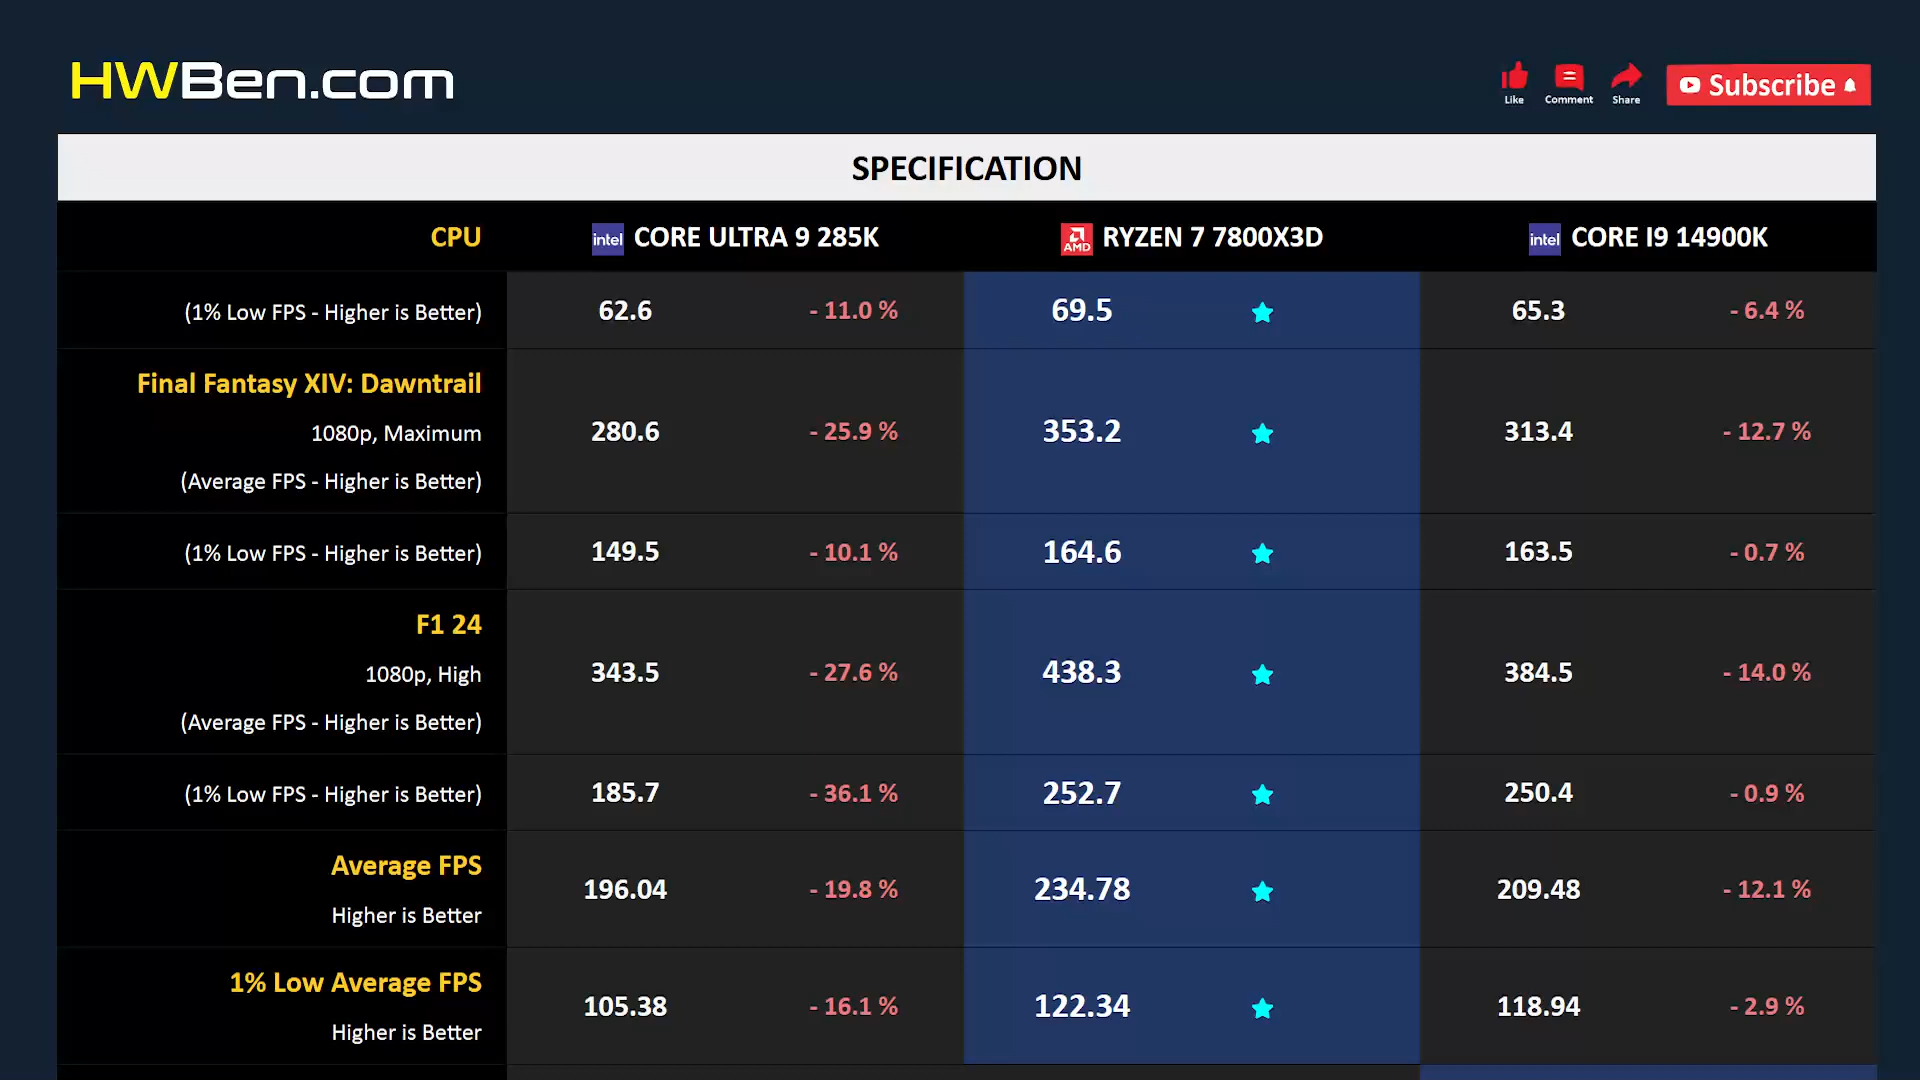 HWBen.com
Like
Comment
Share
Subscribe
SPECIFICATION
CPU
intel CORE ULTRA 9 285K
AMD RYZEN 7 7800X3D
intel CORE I9 14900K
(1% Low FPS - Higher is Better)
62.6 - 11.0 % 69.5 65.3 - 6.4 %
Final Fantasy XIV: Dawntrail
1080p, Maximum
(Average FPS - Higher is Better)
280.6 - 25.9 % 353.2 313.4 - 12.7 %
(1% Low FPS - Higher is Better)
149.5 - 10.1 % 164.6 163.5 - 0.7 %
F1 24
1080p, High
(Average FPS - Higher is Better)
343.5 - 27.6 % 438.3 384.5 - 14.0 %
(1% Low FPS - Higher is Better)
185.7 - 36.1 % 252.7 250.4 - 0.9 %
Average FPS
Higher is Better
196.04 - 19.8 % 234.78 209.48 - 12.1 %
1% Low Average FPS
Higher is Better
105.38 - 16.1 % 122.34 118.94 - 2.9 %